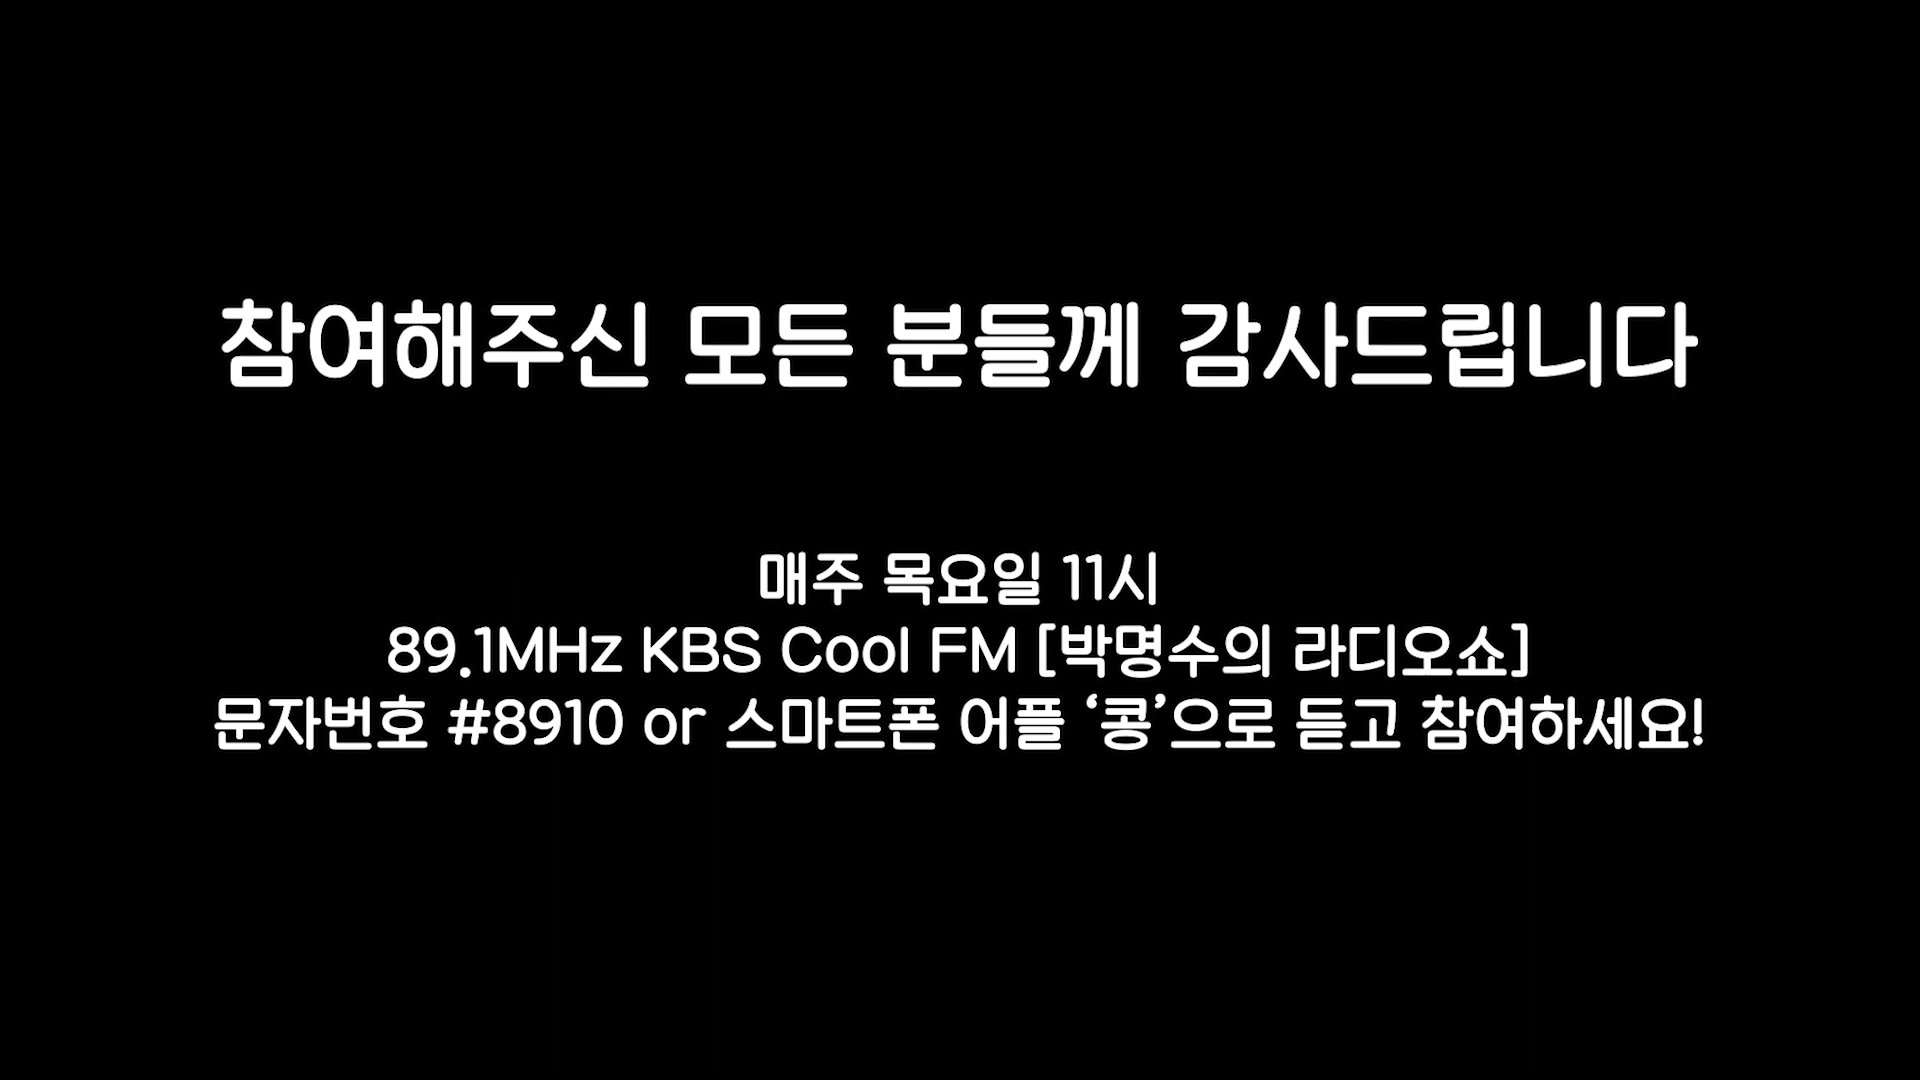 참여해주신 모든 분들께 감사드립니다
매주 목요일 11시
89.1MHz KBS Cool FM [박명수의 라디오쇼]
문자번호 #8910 or 스마트폰 어플 ‘콩’으로 듣고 참여하세요!